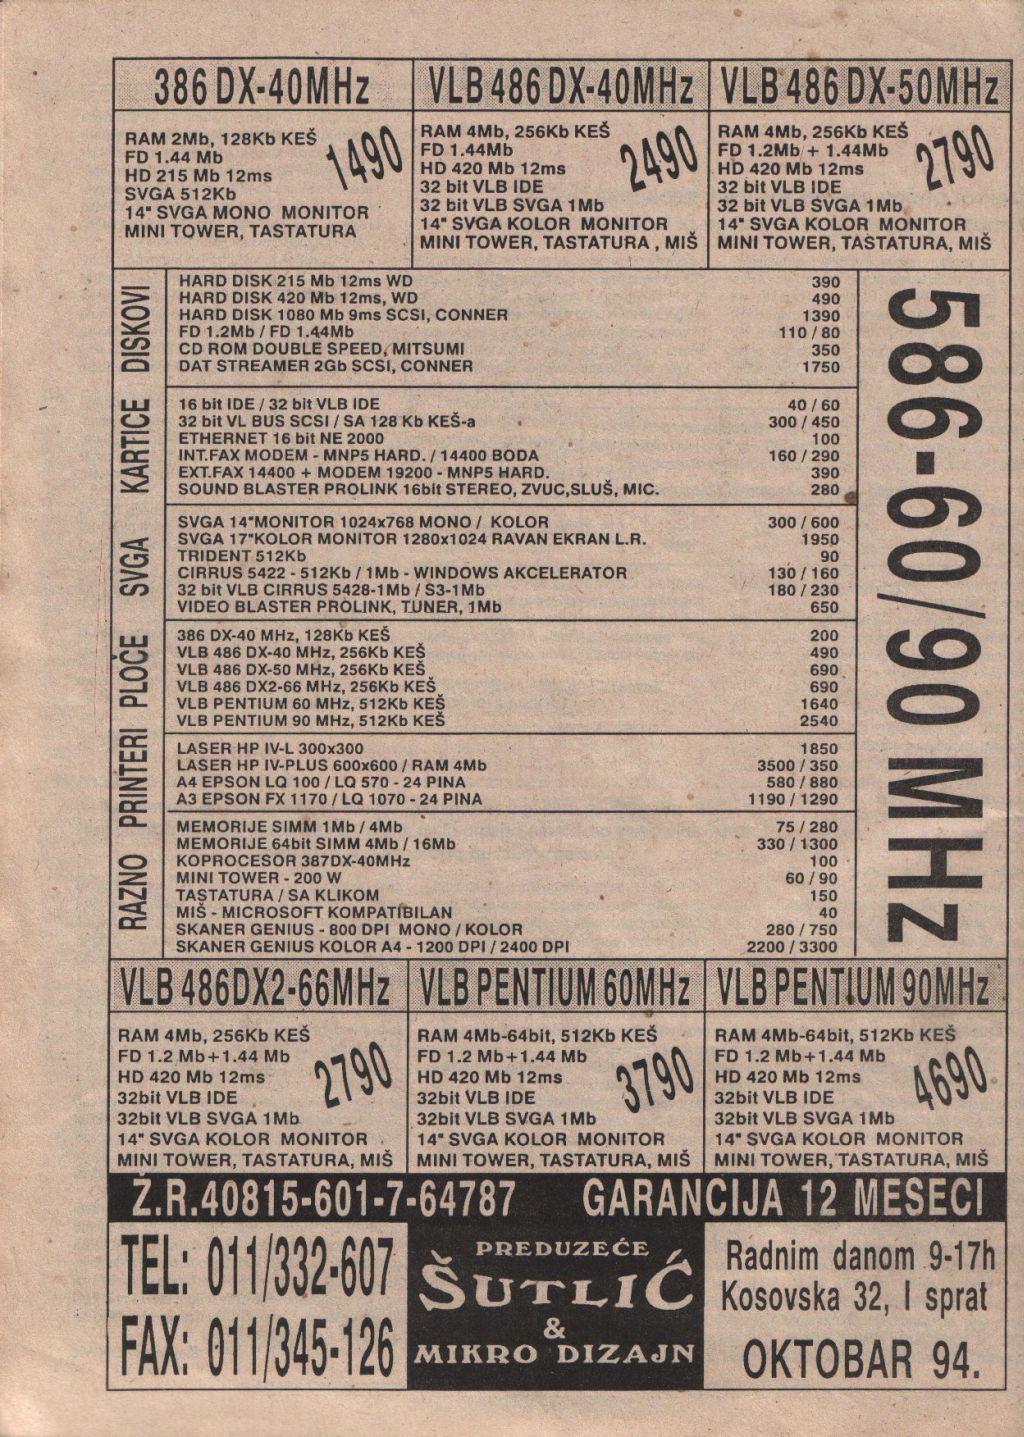 386 DX-40MHz
RAM 2Mb, 128Kb KEŠ
FD 1.44 Mb
HD 215 Mb 12ms
SVGA 512Kb
14" SVGA MONO MONITOR
MINI TOWER, TASTATURA
1490
VLB 486 DX-40MHz
RAM 4Mb, 256Kb KEŠ
FD 1.44Mb
HD 420 Mb 12ms
32 bit VLB IDE
32 bit VLB SVGA 1Mb
14" SVGA KOLOR MONITOR
MINI TOWER, TASTATURA , MIŠ
2490
VLB 486 DX-50MHz
RAM 4Mb, 256Kb KEŠ
FD 1.2Mb + 1.44Mb
HD 420 Mb 12ms
32 bit VLB IDE
32 bit VLB SVGA 1Mb
14" SVGA KOLOR MONITOR
MINI TOWER, TASTATURA, MIŠ
2790
DISKOVI
HARD DISK 215 Mb 12ms WD 390
HARD DISK 420 Mb 12ms, WD 490
HARD DISK 1080 Mb 9ms SCSI, CONNER 1390
FD 1.2Mb / FD 1.44Mb 110 / 80
CD ROM DOUBLE SPEED, MITSUMI 350
DAT STREAMER 2Gb SCSI, CONNER 1750
KARTICE
16 bit IDE / 32 bit VLB IDE 40 / 60
32 bit VL BUS SCSI / SA 128 Kb KEŠ-a 300 / 450
ETHERNET 16 bit NE 2000 100
INT.FAX MODEM - MNP5 HARD. / 14400 BODA 160 / 290
EXT.FAX 14400 + MODEM 19200 - MNP5 HARD. 390
SOUND BLASTER PROLINK 16bit STEREO, ZVUC,SLUŠ, MIC. 280
SVGA
SVGA 14"MONITOR 1024x768 MONO / KOLOR 300 / 600
SVGA 17"KOLOR MONITOR 1280x1024 RAVAN EKRAN L.R. 1950
TRIDENT 512Kb 90
CIRRUS 5422 - 512Kb / 1Mb - WINDOWS AKCELERATOR 130 / 160
32 bit VLB CIRRUS 5428-1Mb / S3-1Mb 180 / 230
VIDEO BLASTER PROLINK, TUNER, 1Mb 650
PLOČE
386 DX-40 MHz, 128Kb KEŠ 200
VLB 486 DX-40 MHz, 256Kb KEŠ 490
VLB 486 DX-50 MHz, 256Kb KEŠ 690
VLB 486 DX2-66 MHz, 256Kb KEŠ 690
VLB PENTIUM 60 MHz, 512Kb KEŠ 1640
VLB PENTIUM 90 MHz, 512Kb KEŠ 2540
PRINTERI
LASER HP IV-L 300x300 1850
LASER HP IV-PLUS 600x600 / RAM 4Mb 3500 / 350
A4 EPSON LQ 100 / LQ 570 - 24 PINA 580 / 880
A3 EPSON FX 1170 / LQ 1070 - 24 PINA 1190 / 1290
RAZNO
MEMORIJE SIMM 1Mb / 4Mb 75 / 280
MEMORIJE 64bit SIMM 4Mb / 16Mb 330 / 1300
KOPROCESOR 387DX-40MHz 100
MINI TOWER - 200 W 60 / 90
TASTATURA / SA KLIKOM 150
MIŠ - MICROSOFT KOMPATIBILAN 40
SKANER GENIUS - 800 DPI MONO / KOLOR 280 / 750
SKANER GENIUS KOLOR A4 - 1200 DPI / 2400 DPI 2200 / 3300
586-60/90 MHz
VLB 486DX2-66MHz
RAM 4Mb, 256Kb KEŠ
FD 1.2 Mb+1.44 Mb
HD 420 Mb 12ms
32bit VLB IDE
32bit VLB SVGA 1Mb
14" SVGA KOLOR MONITOR
MINI TOWER, TASTATURA, MIŠ
2790
VLB PENTIUM 60MHz
RAM 4Mb-64bit, 512Kb KEŠ
FD 1.2 Mb+1.44 Mb
HD 420 Mb 12ms
32bit VLB IDE
32bit VLB SVGA 1Mb
14" SVGA KOLOR MONITOR
MINI TOWER, TASTATURA, MIŠ
3790
VLB PENTIUM 90MHz
RAM 4Mb-64bit, 512Kb KEŠ
FD 1.2 Mb+1.44 Mb
HD 420 Mb 12ms
32bit VLB IDE
32bit VLB SVGA 1Mb
14" SVGA KOLOR MONITOR
MINI TOWER, TASTATURA, MIŠ
4690
Ž.R.40815-601-7-64787 GARANCIJA 12 MESECI
TEL: 011/332-607
FAX: 011/345-126
PREDUZEĆE
ŠUTLIĆ
&
MIKRO DIZAJN
Radnim danom 9-17h
Kosovska 32, I sprat
OKTOBAR 94.